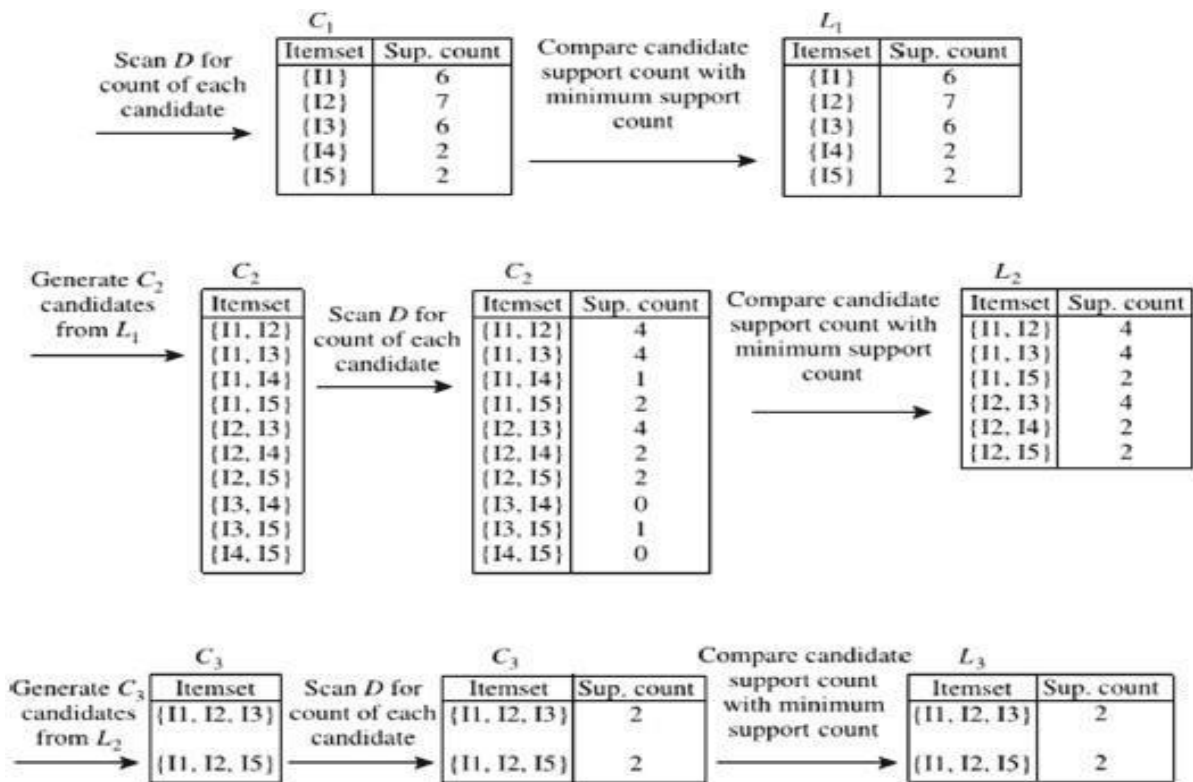 C1
L1
Scan D for
count of each
candidate
Itemset Sup. count
{I1} 6
{I2} 7
{I3} 6
{I4} 2
{I5} 2
Compare candidate
support count with
minimum support
count
Itemset Sup. count
{I1} 6
{I2} 7
{I3} 6
{I4} 2
{I5} 2
Generate C2
candidates
from L1
C2
Itemset
{I1, I2}
{I1, I3}
{I1, I4}
{I1, I5}
{I2, I3}
{I2, I4}
{I2, I5}
{I3, I4}
{I3, I5}
{I4, I5}
Scan D for
count of each
candidate
C2
Itemset Sup. count
{I1, I2} 4
{I1, I3} 4
{I1, I4} 1
{I1, I5} 2
{I2, I3} 4
{I2, I4} 2
{I2, I5} 2
{I3, I4} 0
{I3, I5} 1
{I4, I5} 0
Compare candidate
support count with
minimum support
count
L2
Itemset Sup. count
{I1, I2} 4
{I1, I3} 4
{I1, I5} 2
{I2, I3} 4
{I2, I4} 2
{I2, I5} 2
Generate C3
candidates
from L2
C3
Itemset
{I1, I2, I3}
{I1, I2, I5}
Scan D for
count of each
candidate
C3
Itemset Sup. count
{I1, I2, I3} 2
{I1, I2, I5} 2
Compare candidate
support count
with minimum
support count
L3
Itemset Sup. count
{I1, I2, I3} 2
{I1, I2, I5} 2